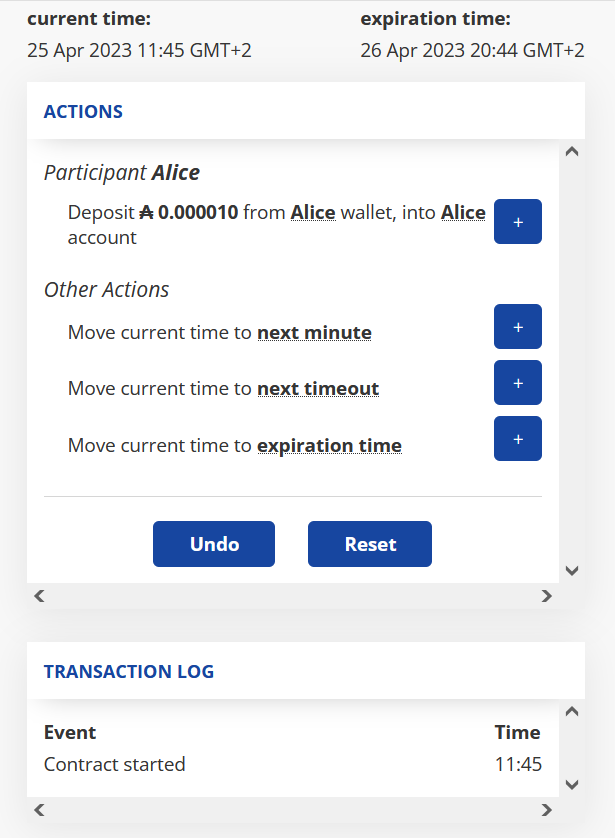 current time: expiration time:
25 Apr 2023 11:45 GMT+2 26 Apr 2023 20:44 GMT+2
ACTIONS
Participant Alice
Deposit ₳ 0.000010 from Alice wallet, into Alice
account
+
Other Actions
Move current time to next minute +
Move current time to next timeout +
Move current time to expiration time +
Undo Reset
TRANSACTION LOG
Event Time
Contract started 11:45